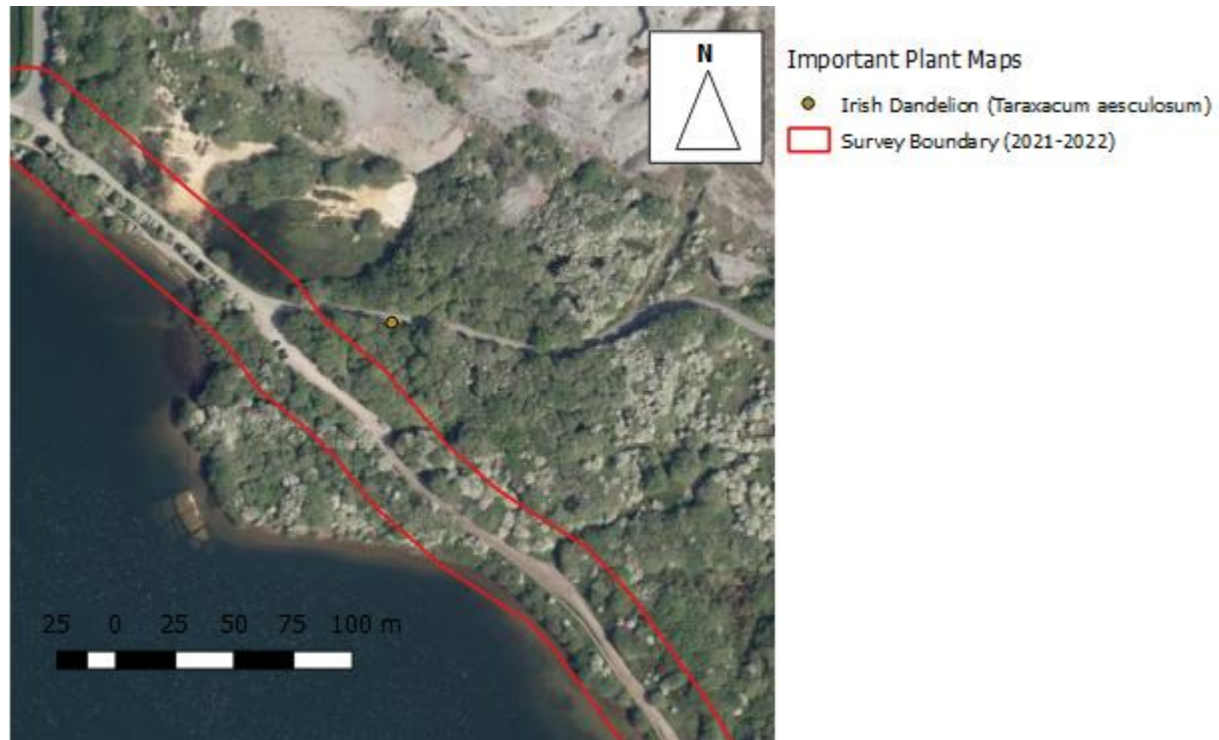 N
Important Plant Maps
Irish Dandelion (Taraxacum aesculosum)
Survey Boundary (2021-2022)
25 0 25 50 75 100 m